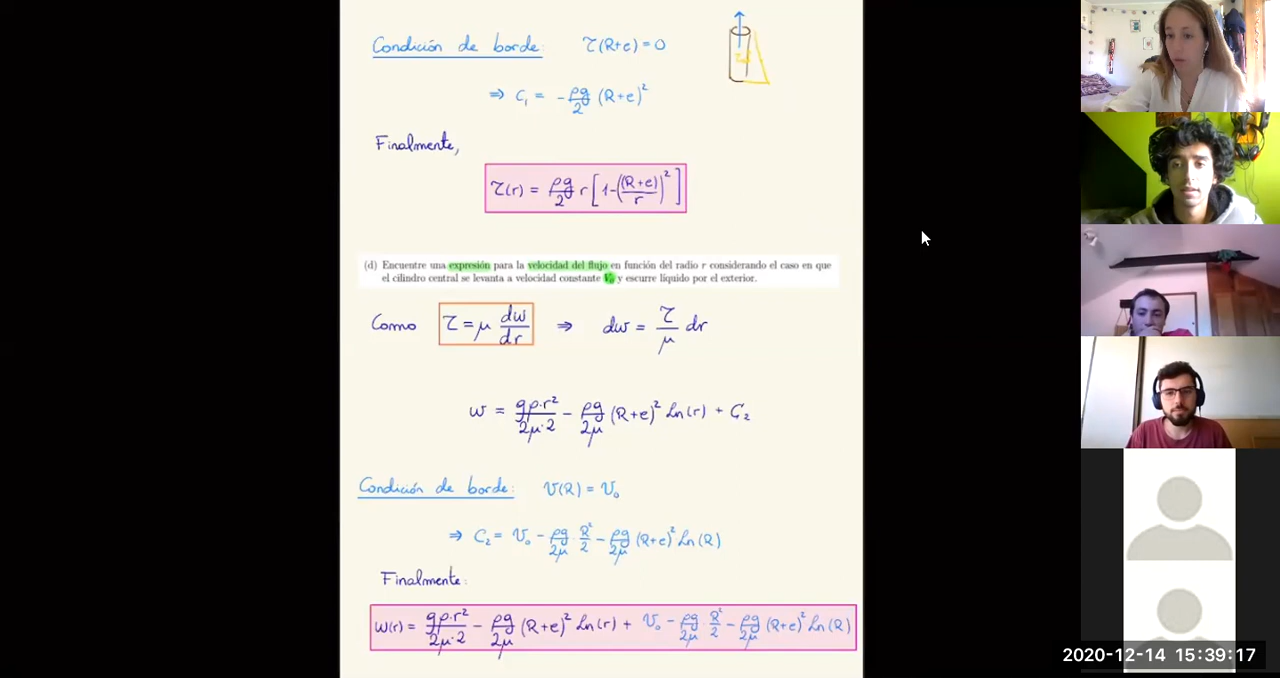 Condición de borde: τ(R+e) = 0
⇒ C₁ = -ρg/2 (R+e)²
Finalmente,
τ(r) = ρg/2 r [1-((R+e)/r)²]
(d) Encuentre una expresión para la velocidad del flujo en función del radio r considerando el caso en que
el cilindro central se levanta a velocidad constante V₀ y escurre líquido por el exterior.
Como τ = μ dw/dr ⇒ dw = τ/μ dr
w = gρ·r²/2μ·2 - ρg/2μ (R+e)² Ln(r) + C₂
Condición de borde: V(R) = V₀
⇒ C₂ = V₀ - ρg/2μ · R²/2 - ρg/2μ (R+e)² Ln(R)
Finalmente:
w(r) = gρ·r²/2μ·2 - ρg/2μ (R+e)² Ln(r) + V₀ - ρg/2μ · R²/2 - ρg/2μ (R+e)² Ln(R)
2020-12-14 15:39:17